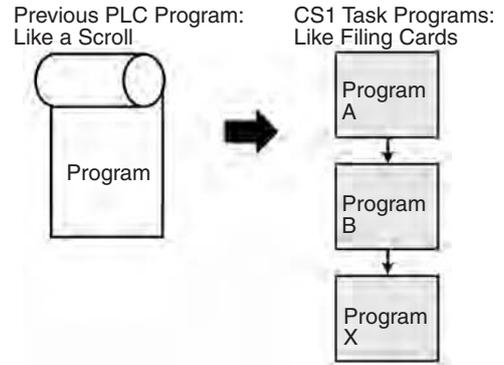 Previous PLC Program:
Like a Scroll
Program
CS1 Task Programs:
Like Filing Cards
Program
A
Program
B
Program
X